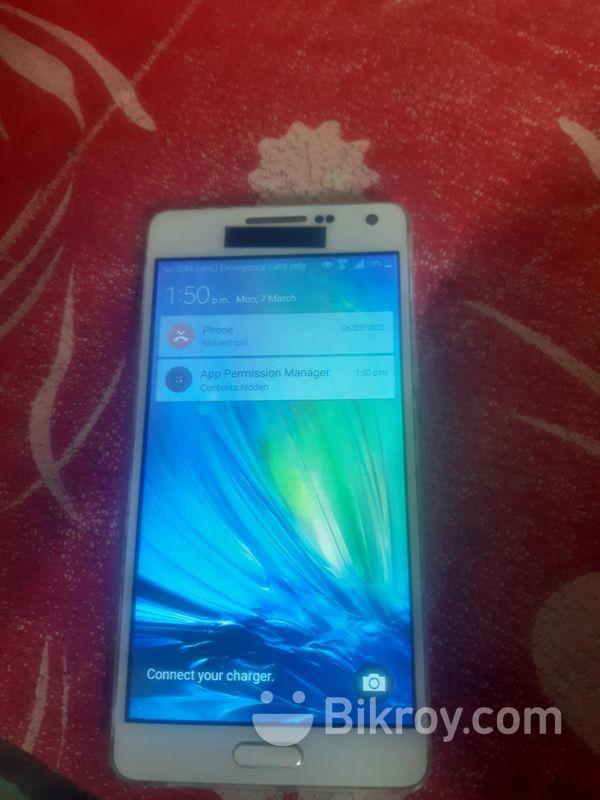 No SIM card | Emergency calls only 18%
1:50 p.m. Mon, 7 March
Phone 06/03/2022
Missed call
App Permission Manager 1:50 p.m.
Contents hidden
Connect your charger.
Bikroy.com